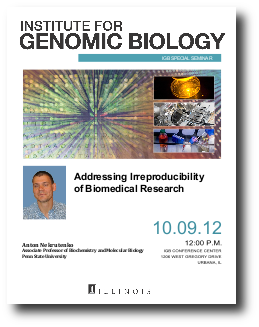 INSTITUTE FOR
GENOMIC BIOLOGY
IGB SPECIAL SEMINAR
Addressing Irreproducibility
of Biomedical Research
10.09.12
12:00 P.M.
IGB CONFERENCE CENTER
1206 WEST GREGORY DRIVE
URBANA, IL
Anton Nekrutenko
Associate Professor of Biochemistry and Molecular Biology
Penn State University
ILLINOIS